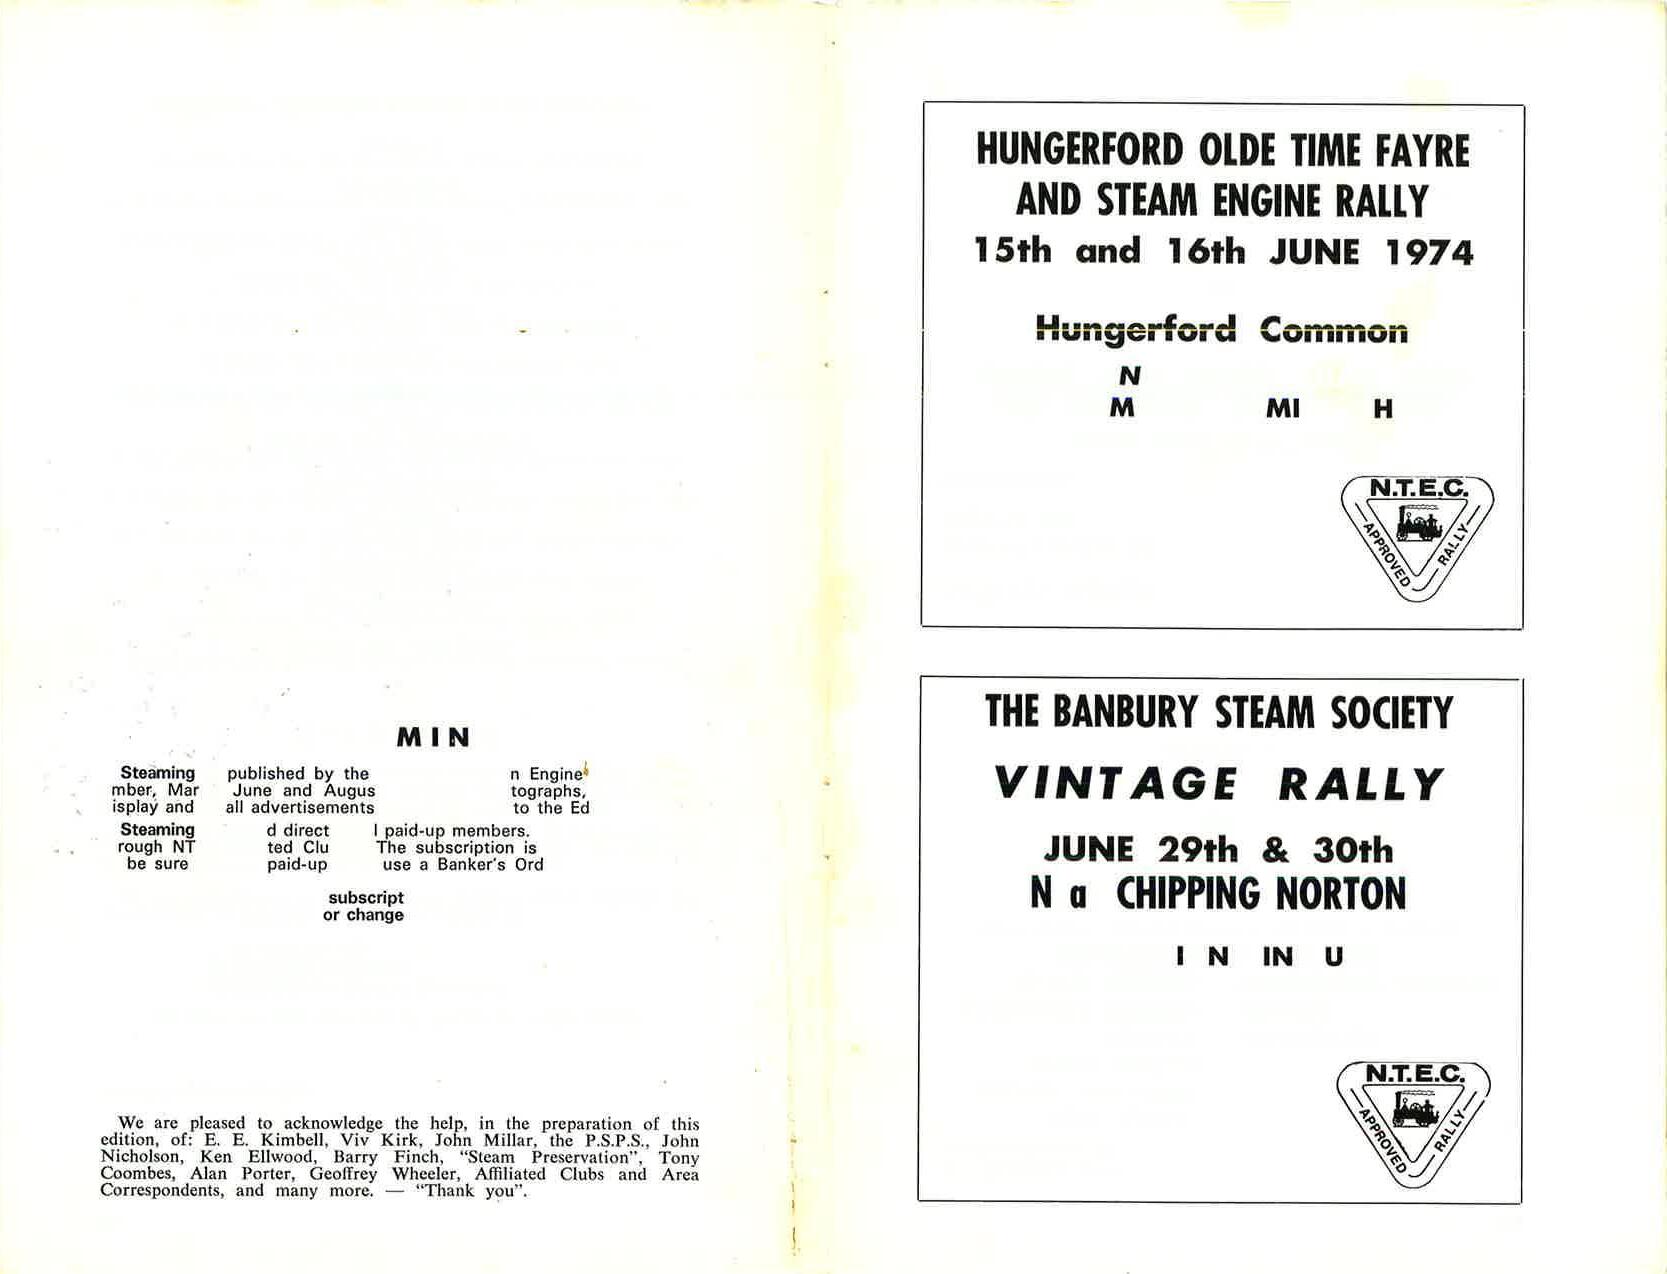 MIN
Steaming published by the n Engine
mber, Mar June and Augus tographs,
isplay and all advertisements to the Ed
Steaming d direct l paid-up members.
rough NT ted Clu The subscription is
be sure paid-up use a Banker's Ord
subscript
or change
We are pleased to acknowledge the help, in the preparation of this
edition, of: E. E. Kimbell, Viv Kirk, John Millar, the P.S.P.S., John
Nicholson, Ken Ellwood, Barry Finch, "Steam Preservation", Tony
Coombes, Alan Porter, Geoffrey Wheeler, Affiliated Clubs and Area
Correspondents, and many more. — "Thank you".
HUNGERFORD OLDE TIME FAYRE
AND STEAM ENGINE RALLY
15th and 16th JUNE 1974
Hungerford Common
N
M MI H
N.T.E.C.
APPROVED RALLY
THE BANBURY STEAM SOCIETY
VINTAGE RALLY
JUNE 29th & 30th
N a CHIPPING NORTON
I N IN U
N.T.E.C.
APPROVED RALLY